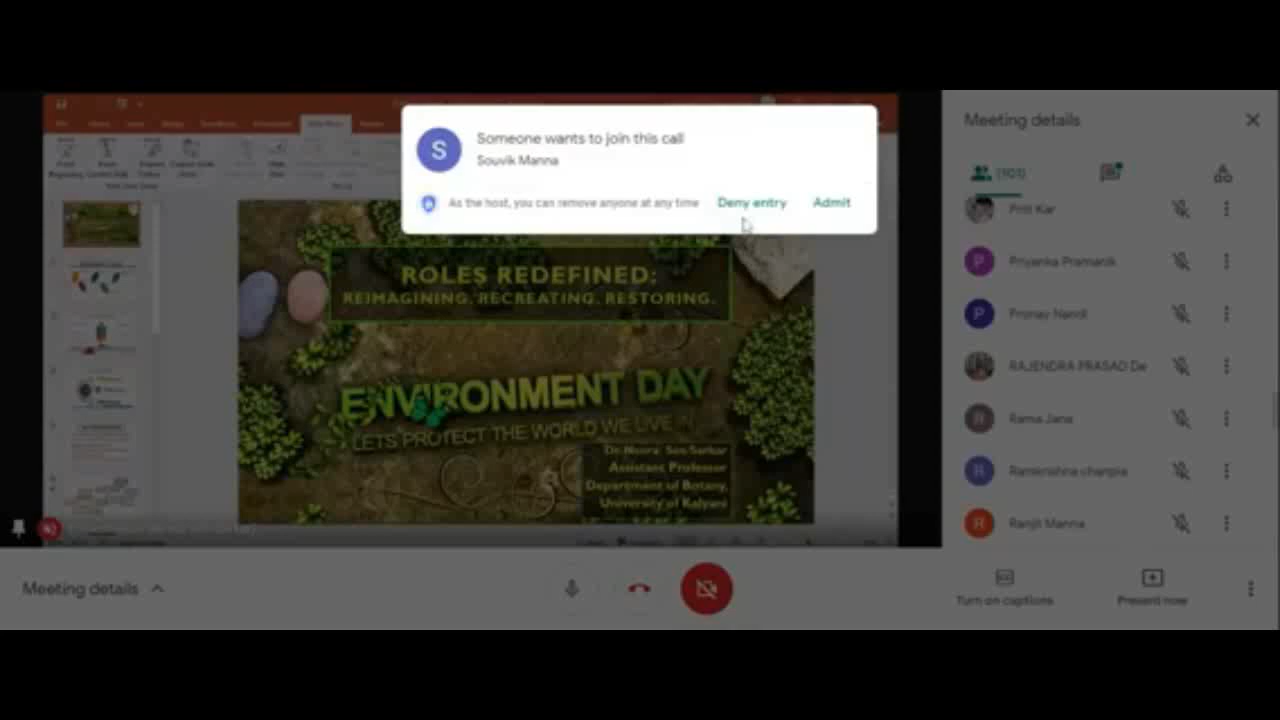 Someone wants to join this call
S
Souvik Manna
As the host, you can remove anyone at any time
Deny entry
Admit
ROLES REDEFINED:
REIMAGINING. RECREATING. RESTORING.
ENVIRONMENT DAY
LETS PROTECT THE WORLD WE LIVE IN
Assistant Professor
Department of Botany,
University of Kalyani
Meeting details
(101)
Priti Kar
P
Priyanka Pramanik
P
Pronay Nandi
RAJENDRA PRASAD De
R
Rama Jana
R
Ramkrishna
R
Ranjit Manna
Meeting details
Turn on captions
Present now